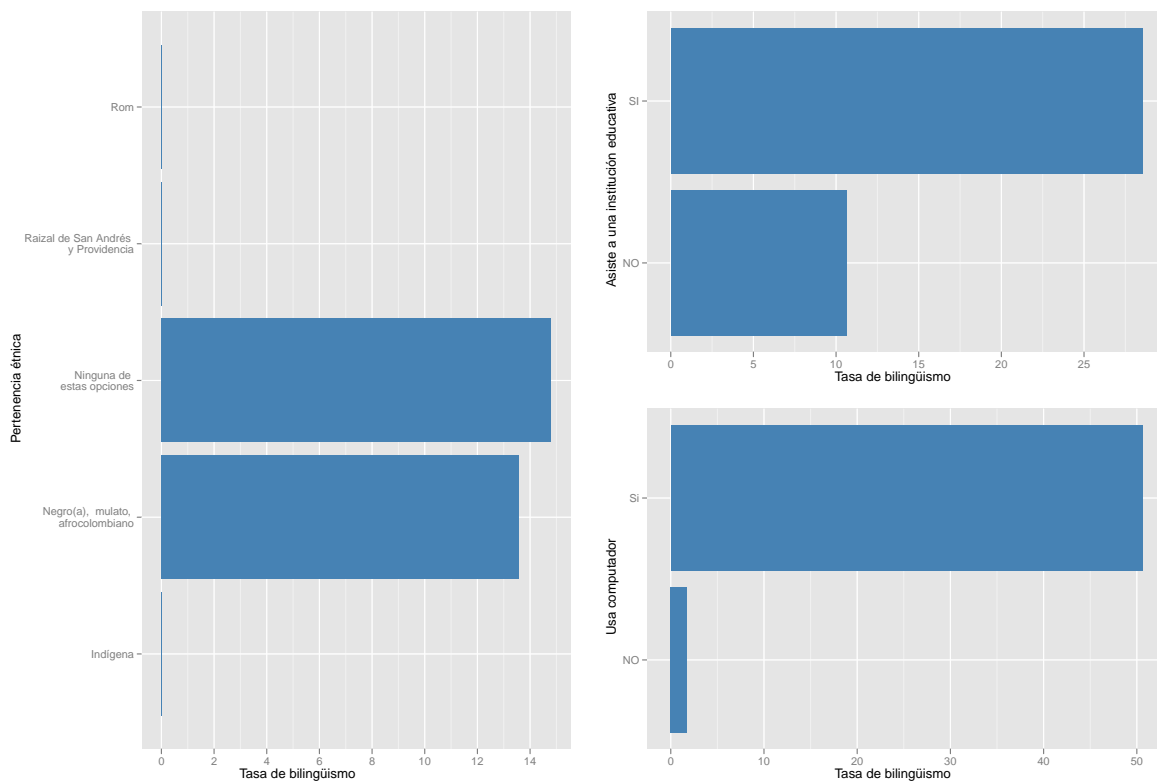 Pertenencia étnica
Rom
Raizal de San Andrés
y Providencia
Ninguna de
estas opciones
Negro(a),  mulato,
afrocolombiano
Indígena
0 2 4 6 8 10 12 14
Tasa de bilingüismo
Asiste a una institución educativa
SI
NO
0 5 10 15 20 25
Tasa de bilingüismo
Usa computador
Si
NO
0 10 20 30 40 50
Tasa de bilingüismo